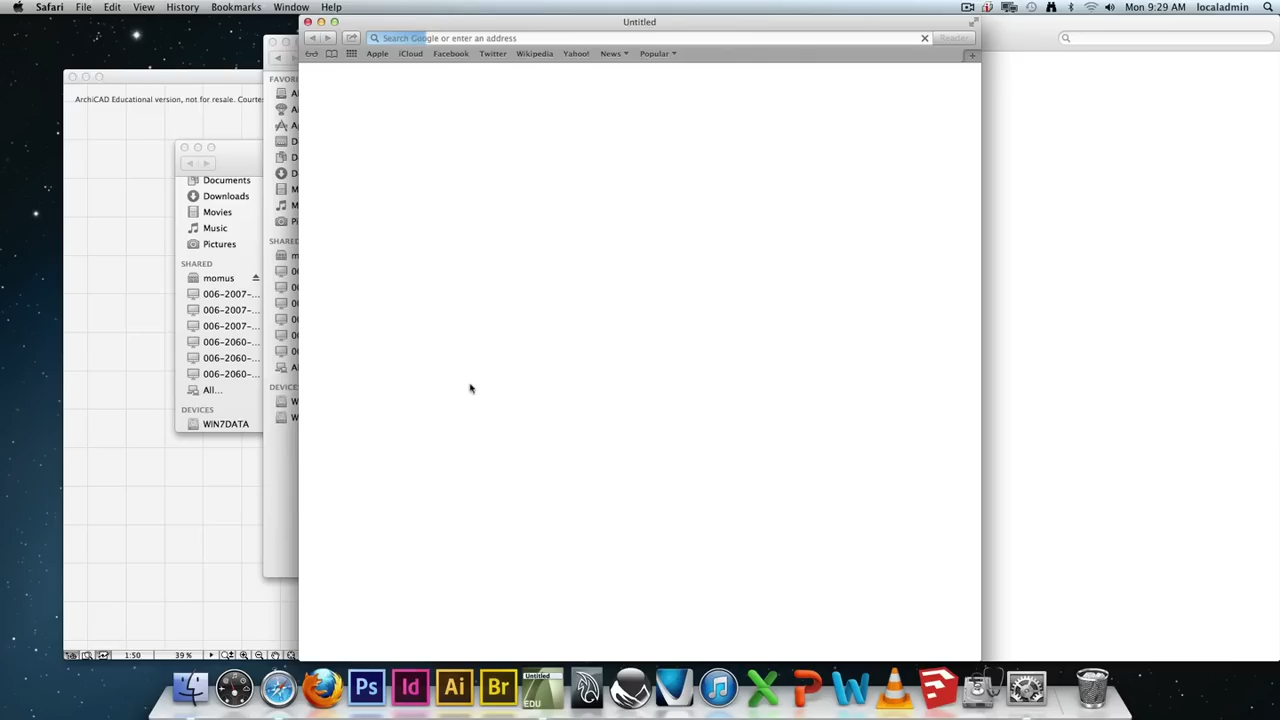 Safari File Edit View History Bookmarks Window Help Mon 9:29 AM localadmin
Untitled
Search Google or enter an address Reader
Apple iCloud Facebook Twitter Wikipedia Yahoo! News Popular
ArchiCAD Educational version, not for resale.
FAVORI
Documents
Downloads
Movies
Music
Pictures
SHARED
momus
006-2007-...
006-2007-...
006-2007-...
006-2060-...
006-2060-...
006-2060-...
All...
DEVICES
WIN7DATA
SHARE
DEVICE
1:50 39 %
Ps Id Ai Br Untitled EDU